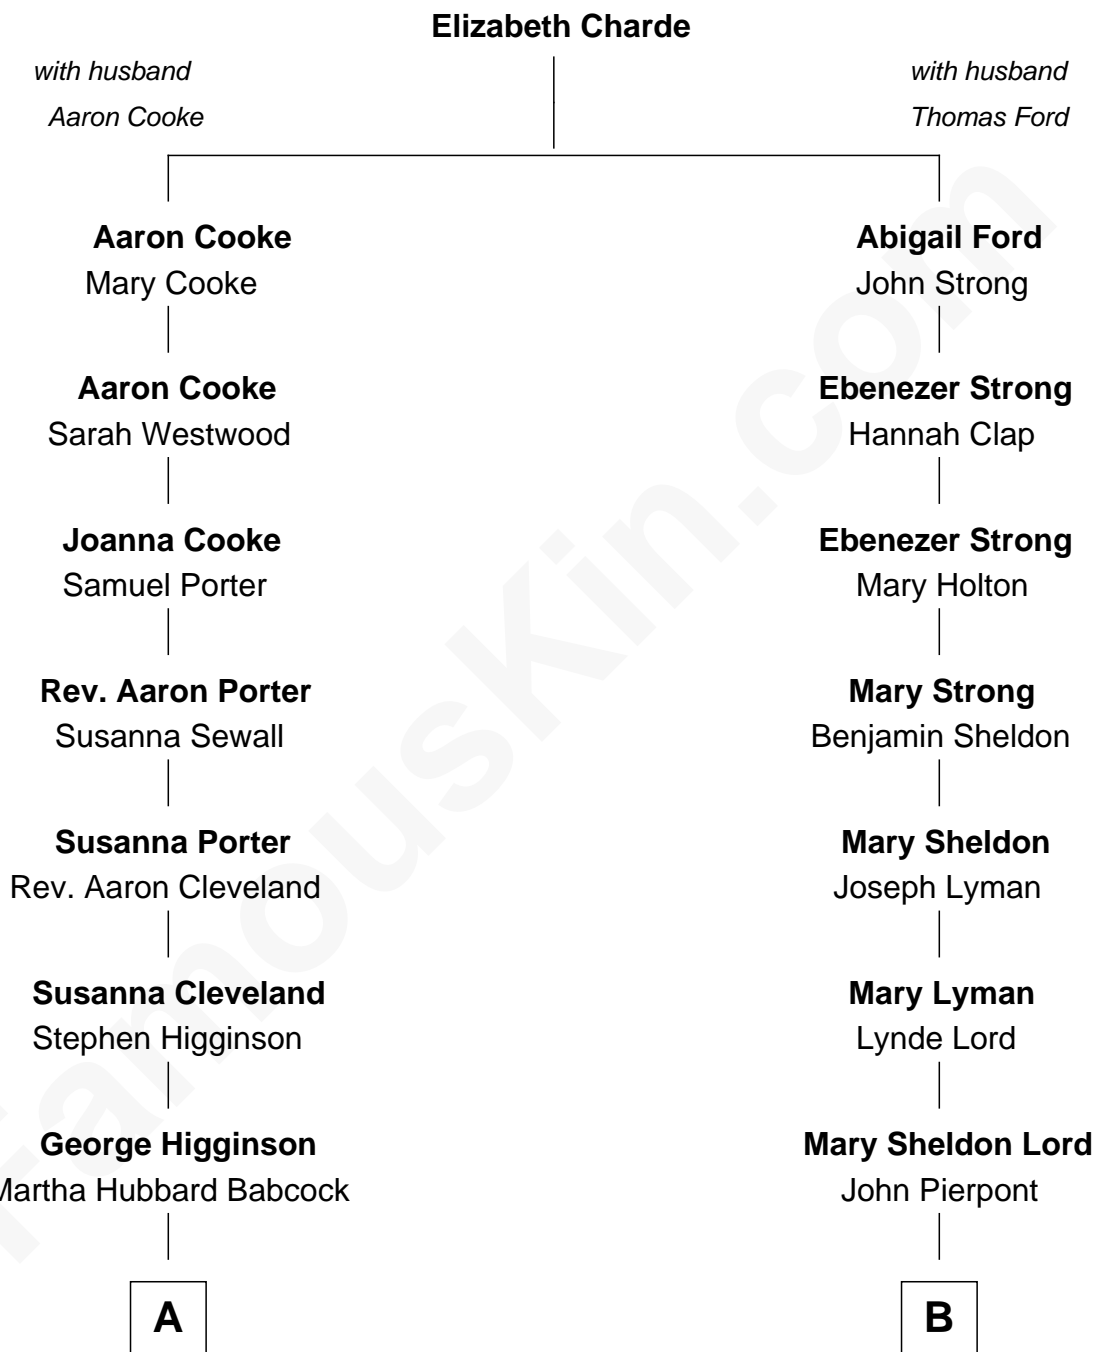 Elizabeth Charde
with husband
Aaron Cooke
with husband
Thomas Ford
Aaron Cooke
Mary Cooke
Abigail Ford
John Strong
Aaron Cooke
Sarah Westwood
Ebenezer Strong
Hannah Clap
Joanna Cooke
Samuel Porter
Ebenezer Strong
Mary Holton
Rev. Aaron Porter
Susanna Sewall
Mary Strong
Benjamin Sheldon
Susanna Porter
Rev. Aaron Cleveland
Mary Sheldon
Joseph Lyman
Susanna Cleveland
Stephen Higginson
Mary Lyman
Lynde Lord
George Higginson
Martha Hubbard Babcock
Mary Sheldon Lord
John Pierpont
A
B
FamousKin.com